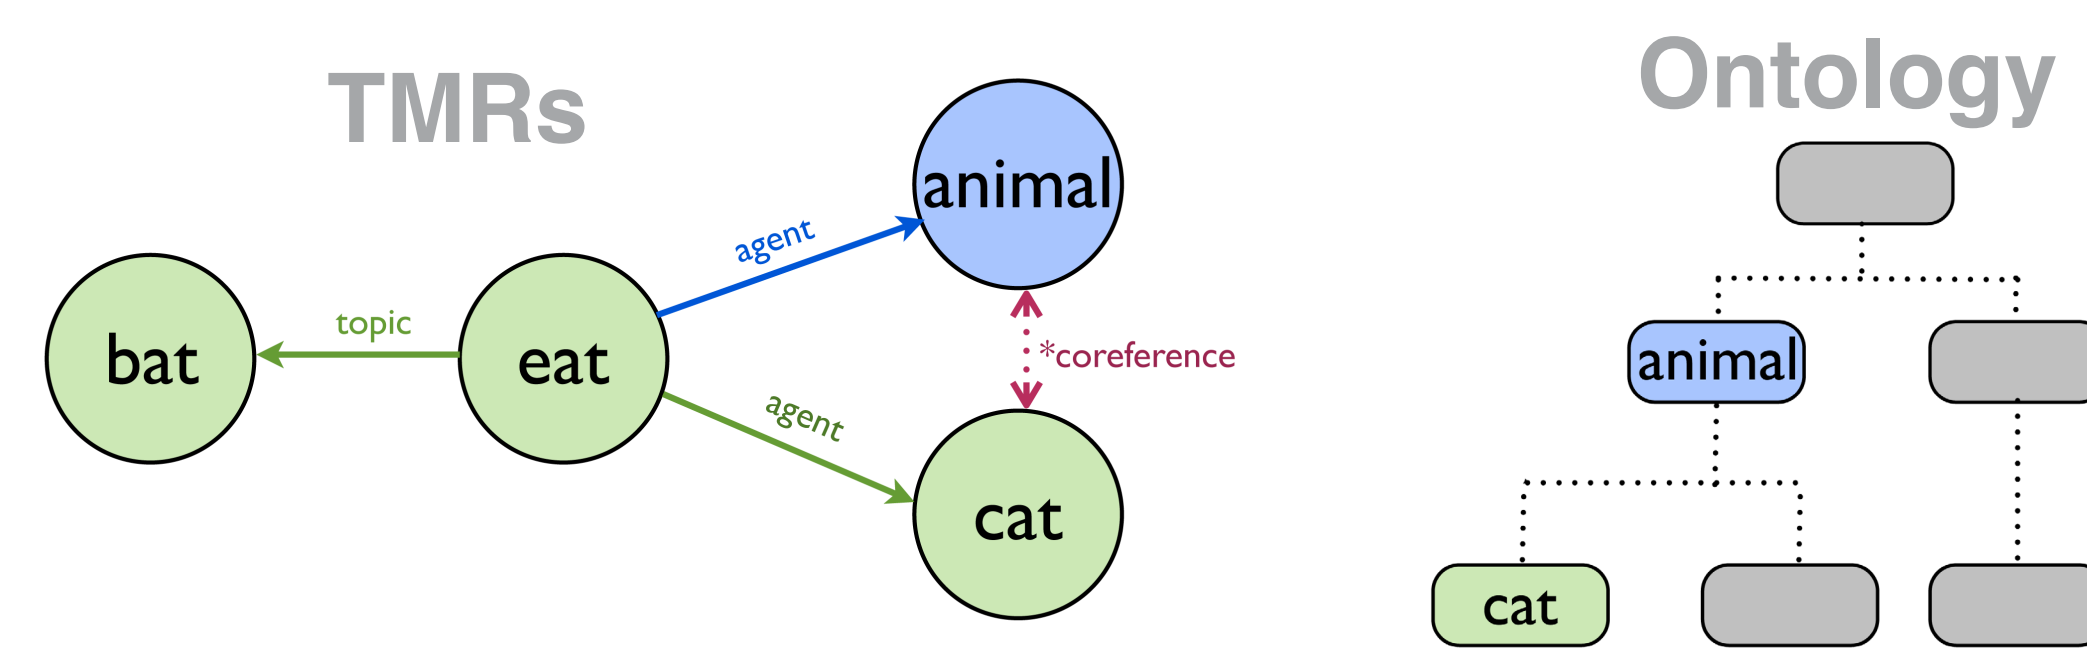 TMRs
Ontology
animal
agent
topic
bat
eat
*coreference
agent
cat
animal
cat